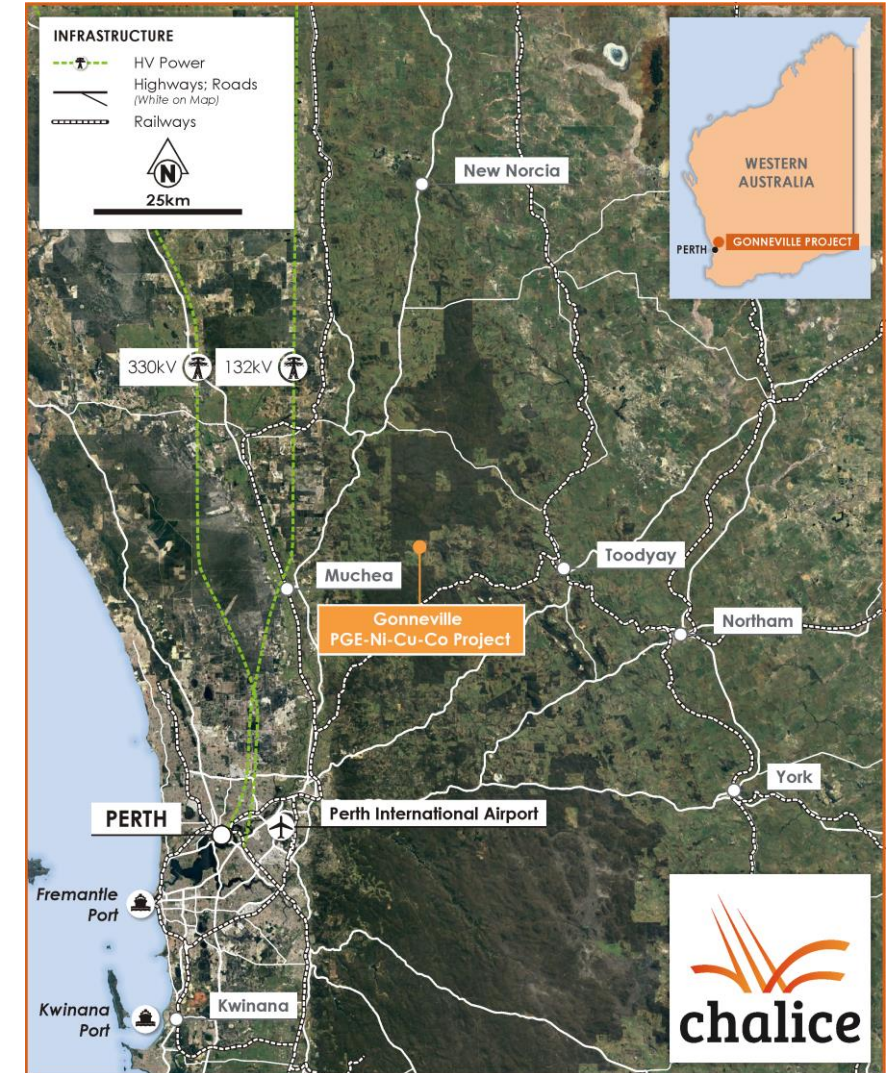 INFRASTRUCTURE
HV Power
Highways; Roads
(White on Map)
Railways
N
25km
WESTERN
AUSTRALIA
PERTH
GONNEVILLE PROJECT
New Norcia
330kV
132kV
Muchea
Toodyay
Gonneville
PGE-Ni-Cu-Co Project
Northam
York
PERTH
Perth International Airport
Fremantle
Port
Kwinana
Port
Kwinana
chalice